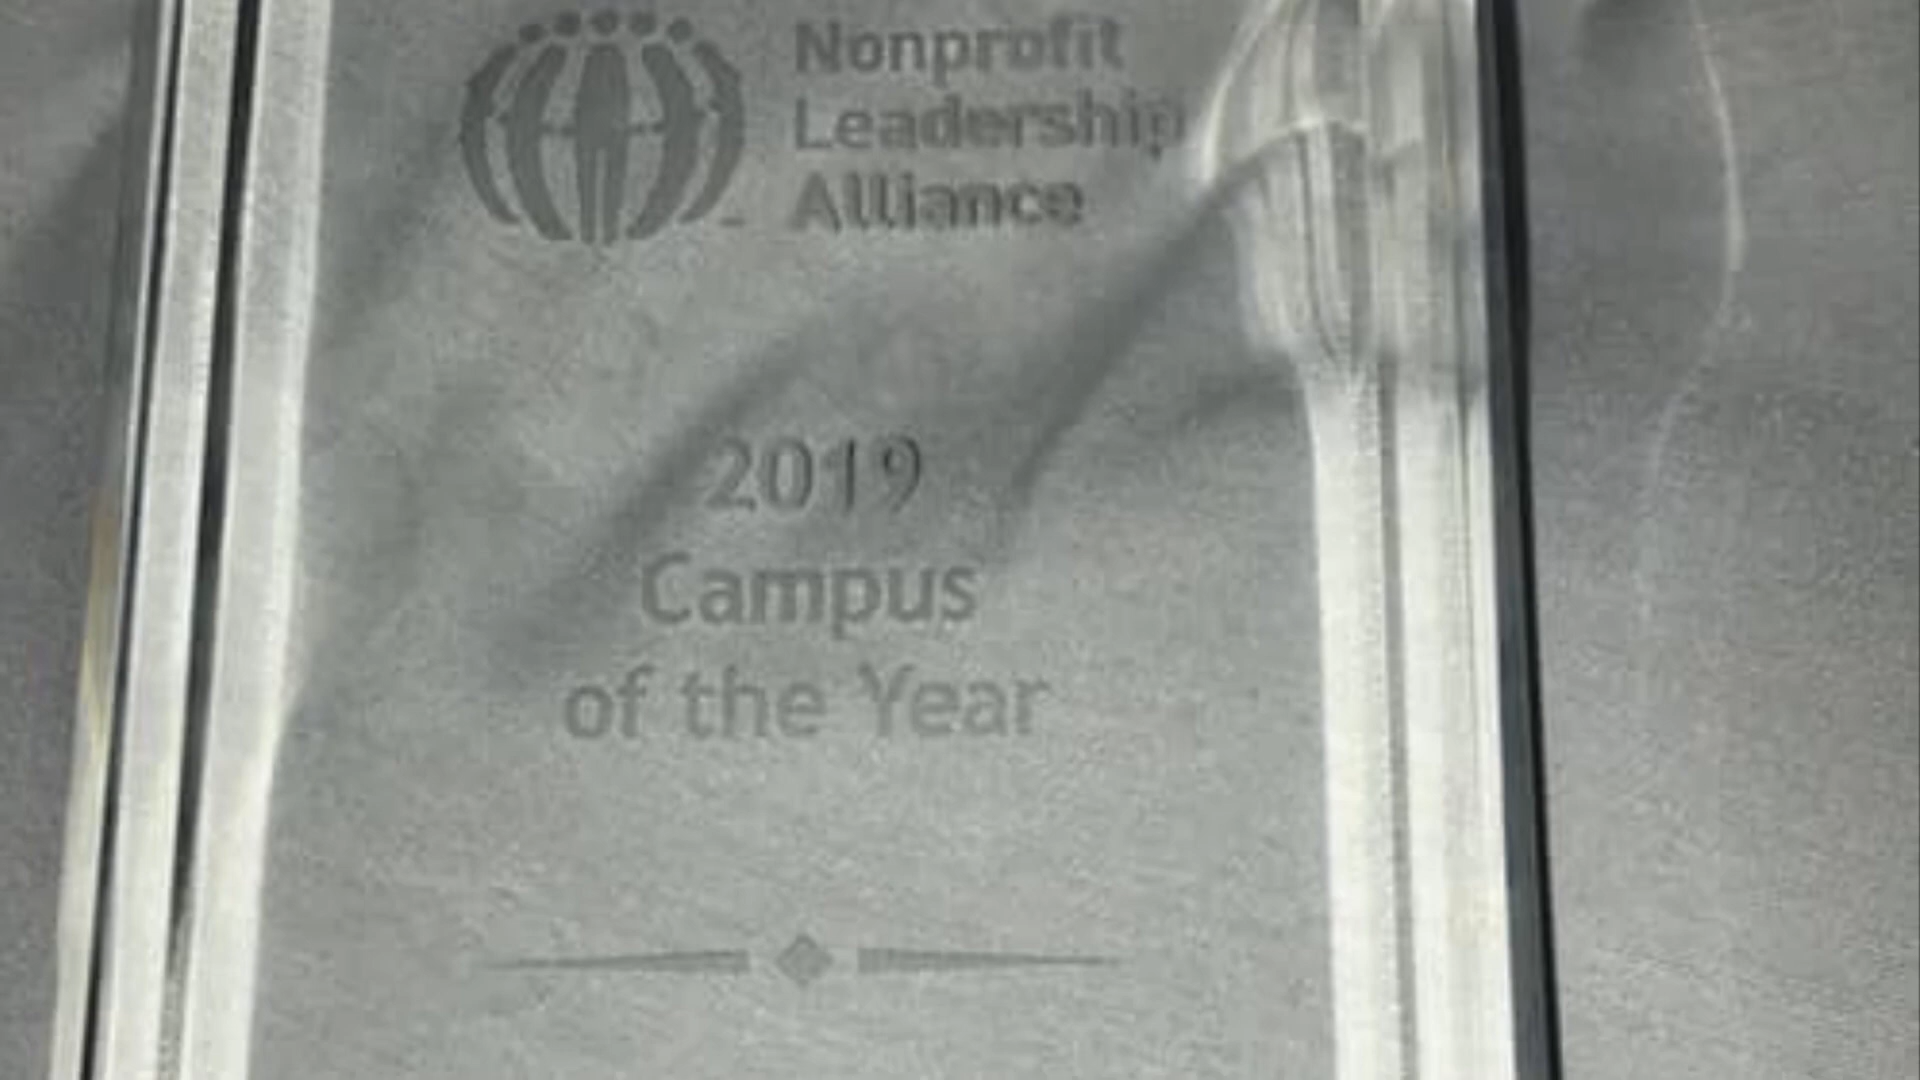 Nonprofit
Leadership
Alliance
2019
Campus
of the Year